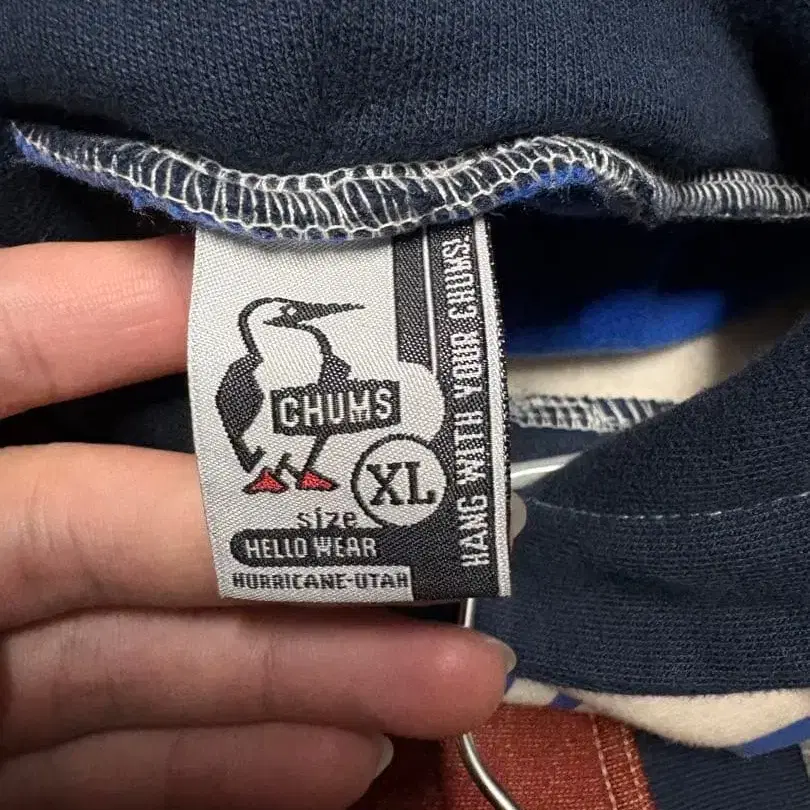 CHUMS
XL
size
HELLO WEAR
HURRICANE-UTAH
HANG WITH YOUR CHUMS!